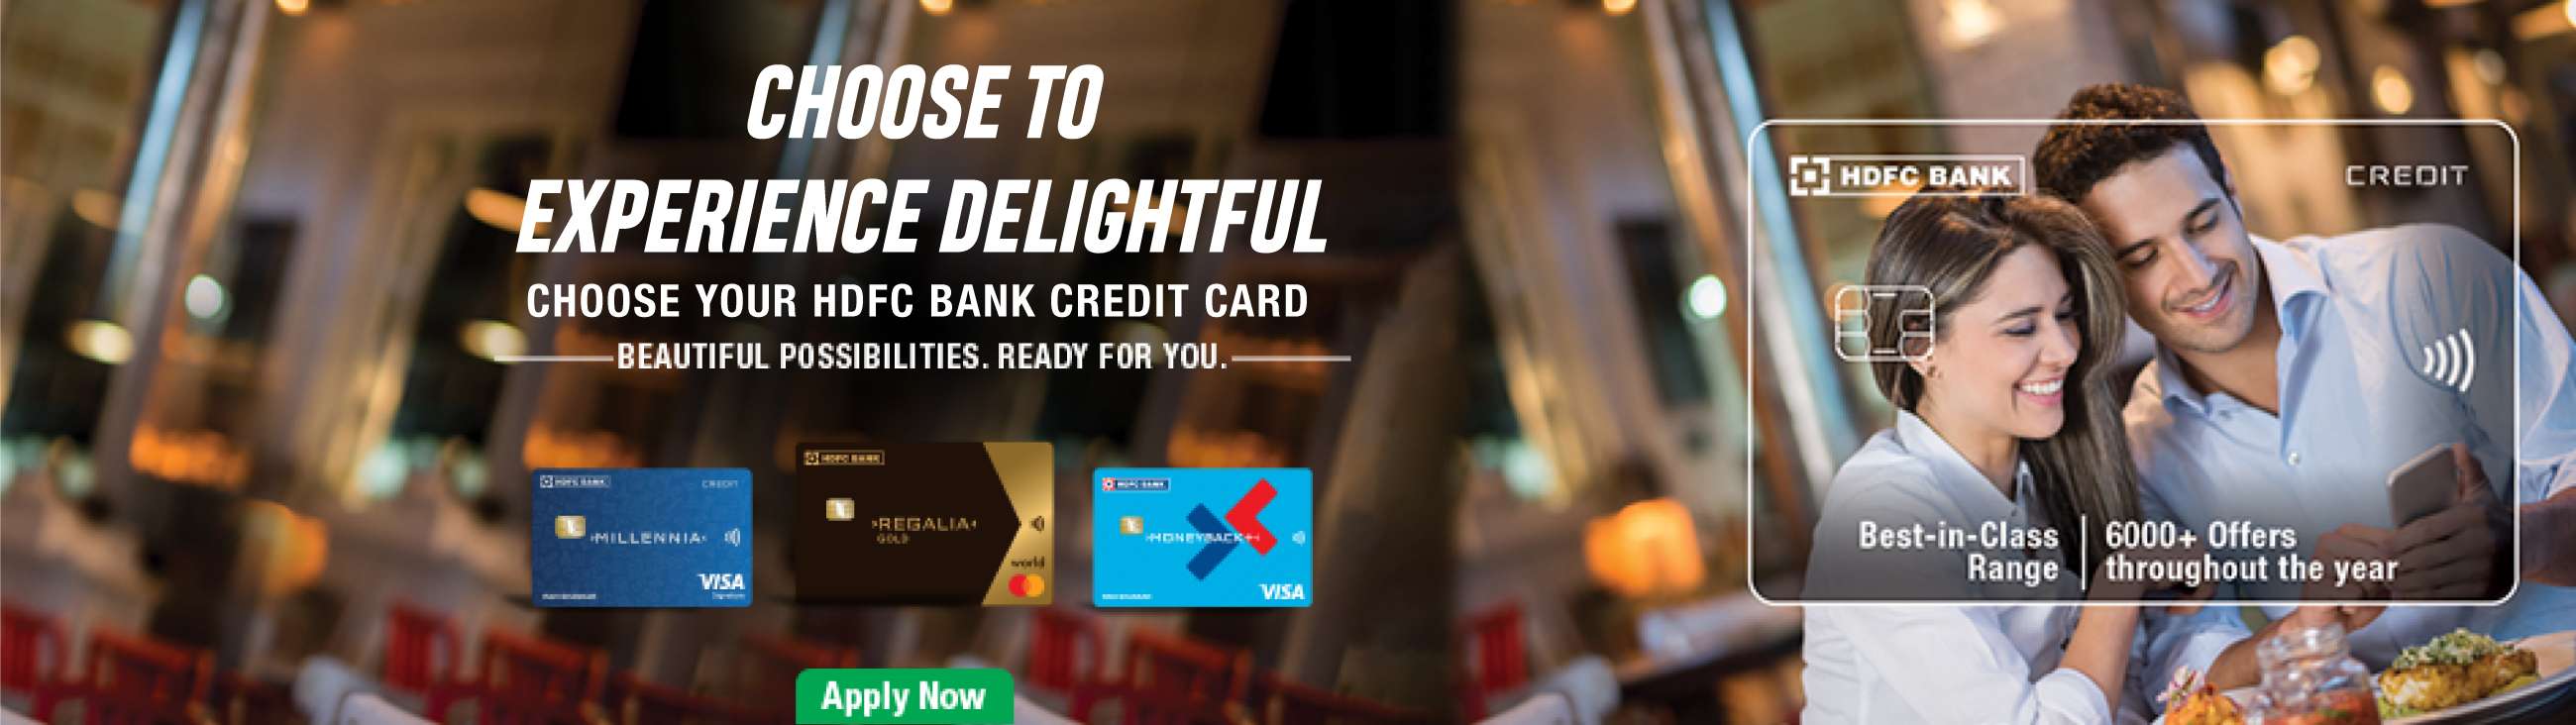 CHOOSE TO
EXPERIENCE DELIGHTFUL
CHOOSE YOUR HDFC BANK CREDIT CARD
BEAUTIFUL POSSIBILITIES. READY FOR YOU.
HDFC BANK CREDIT
MILLENNIA
VISA
Signature
HDFC BANK
REGALIA
GOLD
world
HDFC BANK
MONEYBACK+
VISA
Apply Now
HDFC BANK CREDIT
Best-in-Class
Range
6000+ Offers
throughout the year